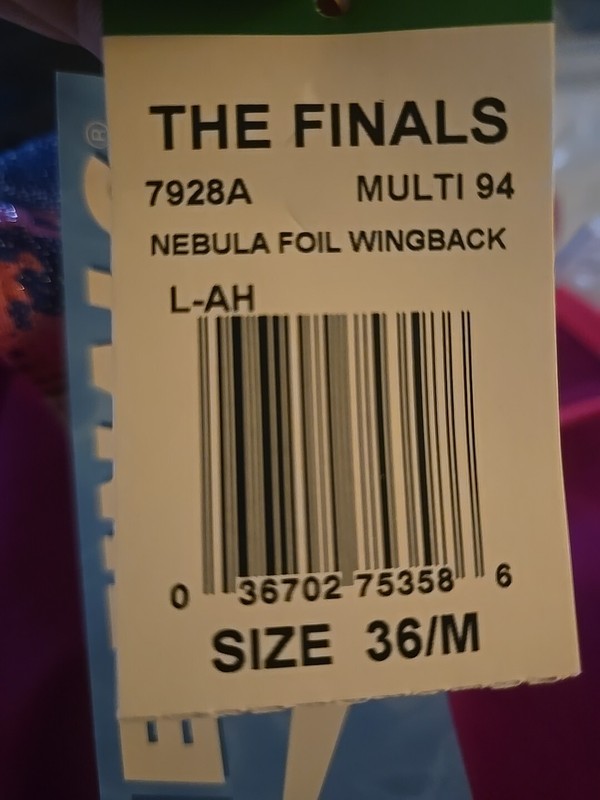 THE FINALS
7928A MULTI 94
NEBULA FOIL WINGBACK
L-AH
0 36702 75358 6
SIZE 36/M